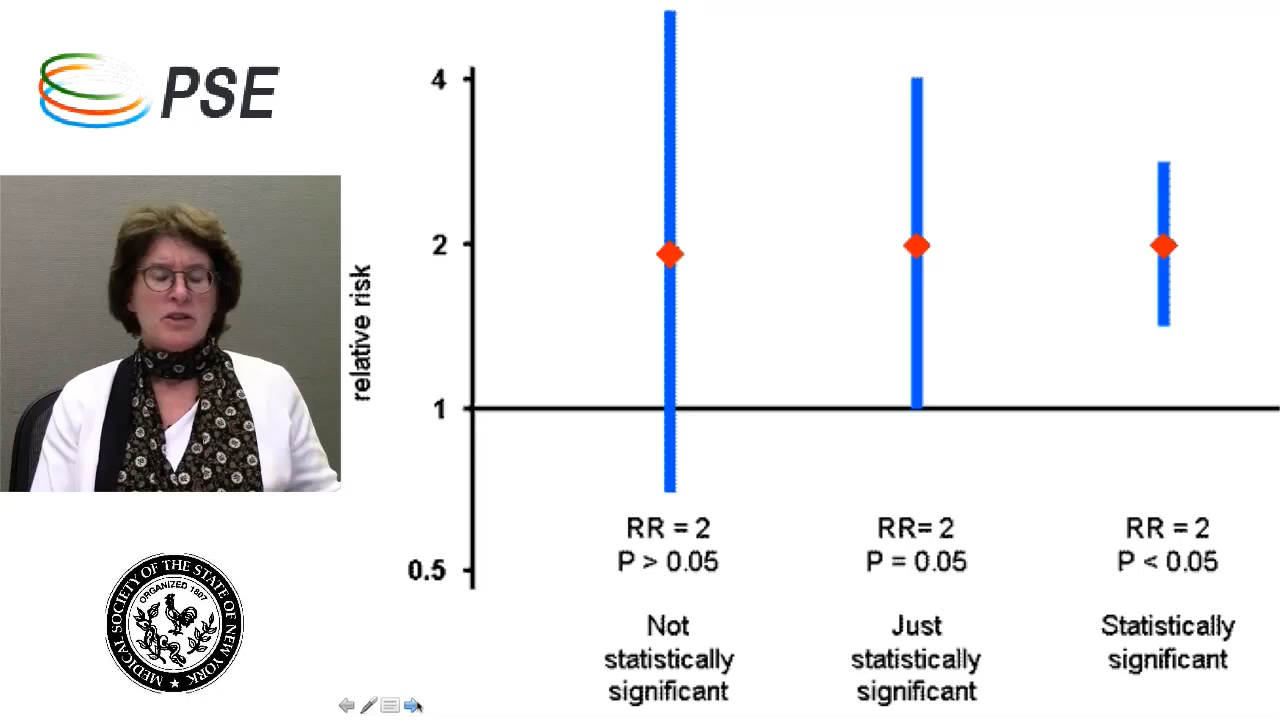 PSE
relative risk
4
2
1
0.5
RR = 2
P > 0.05
Not
statistically
significant
RR= 2
P = 0.05
Just
statistically
significant
RR = 2
P < 0.05
Statistically
significant
MEDICAL SOCIETY OF THE STATE OF NEW YORK
ORGANIZED 1807